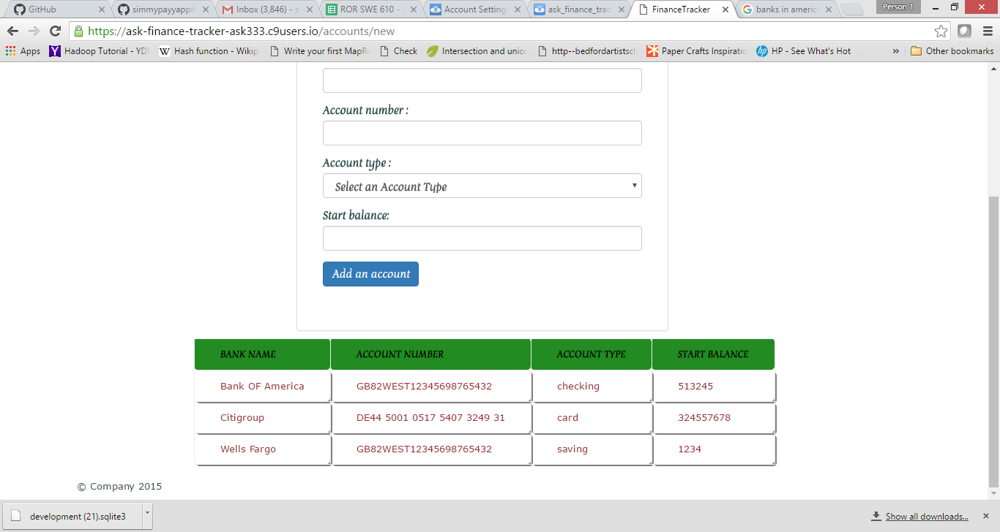 GitHub simmypayyappil Inbox (3,846) - s ROR SWE 610 - Account Setting ask_finance_trac FinanceTracker banks in america Person 1
https://ask-finance-tracker-ask333.c9users.io/accounts/new
Apps Hadoop Tutorial - YD Hash function - Wikip Write your first MapR Check Intersection and union http--bedfordartistscl Paper Crafts Inspiratio HP - See What's Hot » Other bookmarks
Account number :
Account type :
Select an Account Type
Start balance:
Add an account
BANK NAME ACCOUNT NUMBER ACCOUNT TYPE START BALANCE
Bank OF America GB82WEST12345698765432 checking 513245
Citigroup DE44 5001 0517 5407 3249 31 card 324557678
Wells Fargo GB82WEST12345698765432 saving 1234
© Company 2015
development (21).sqlite3 Show all downloads...